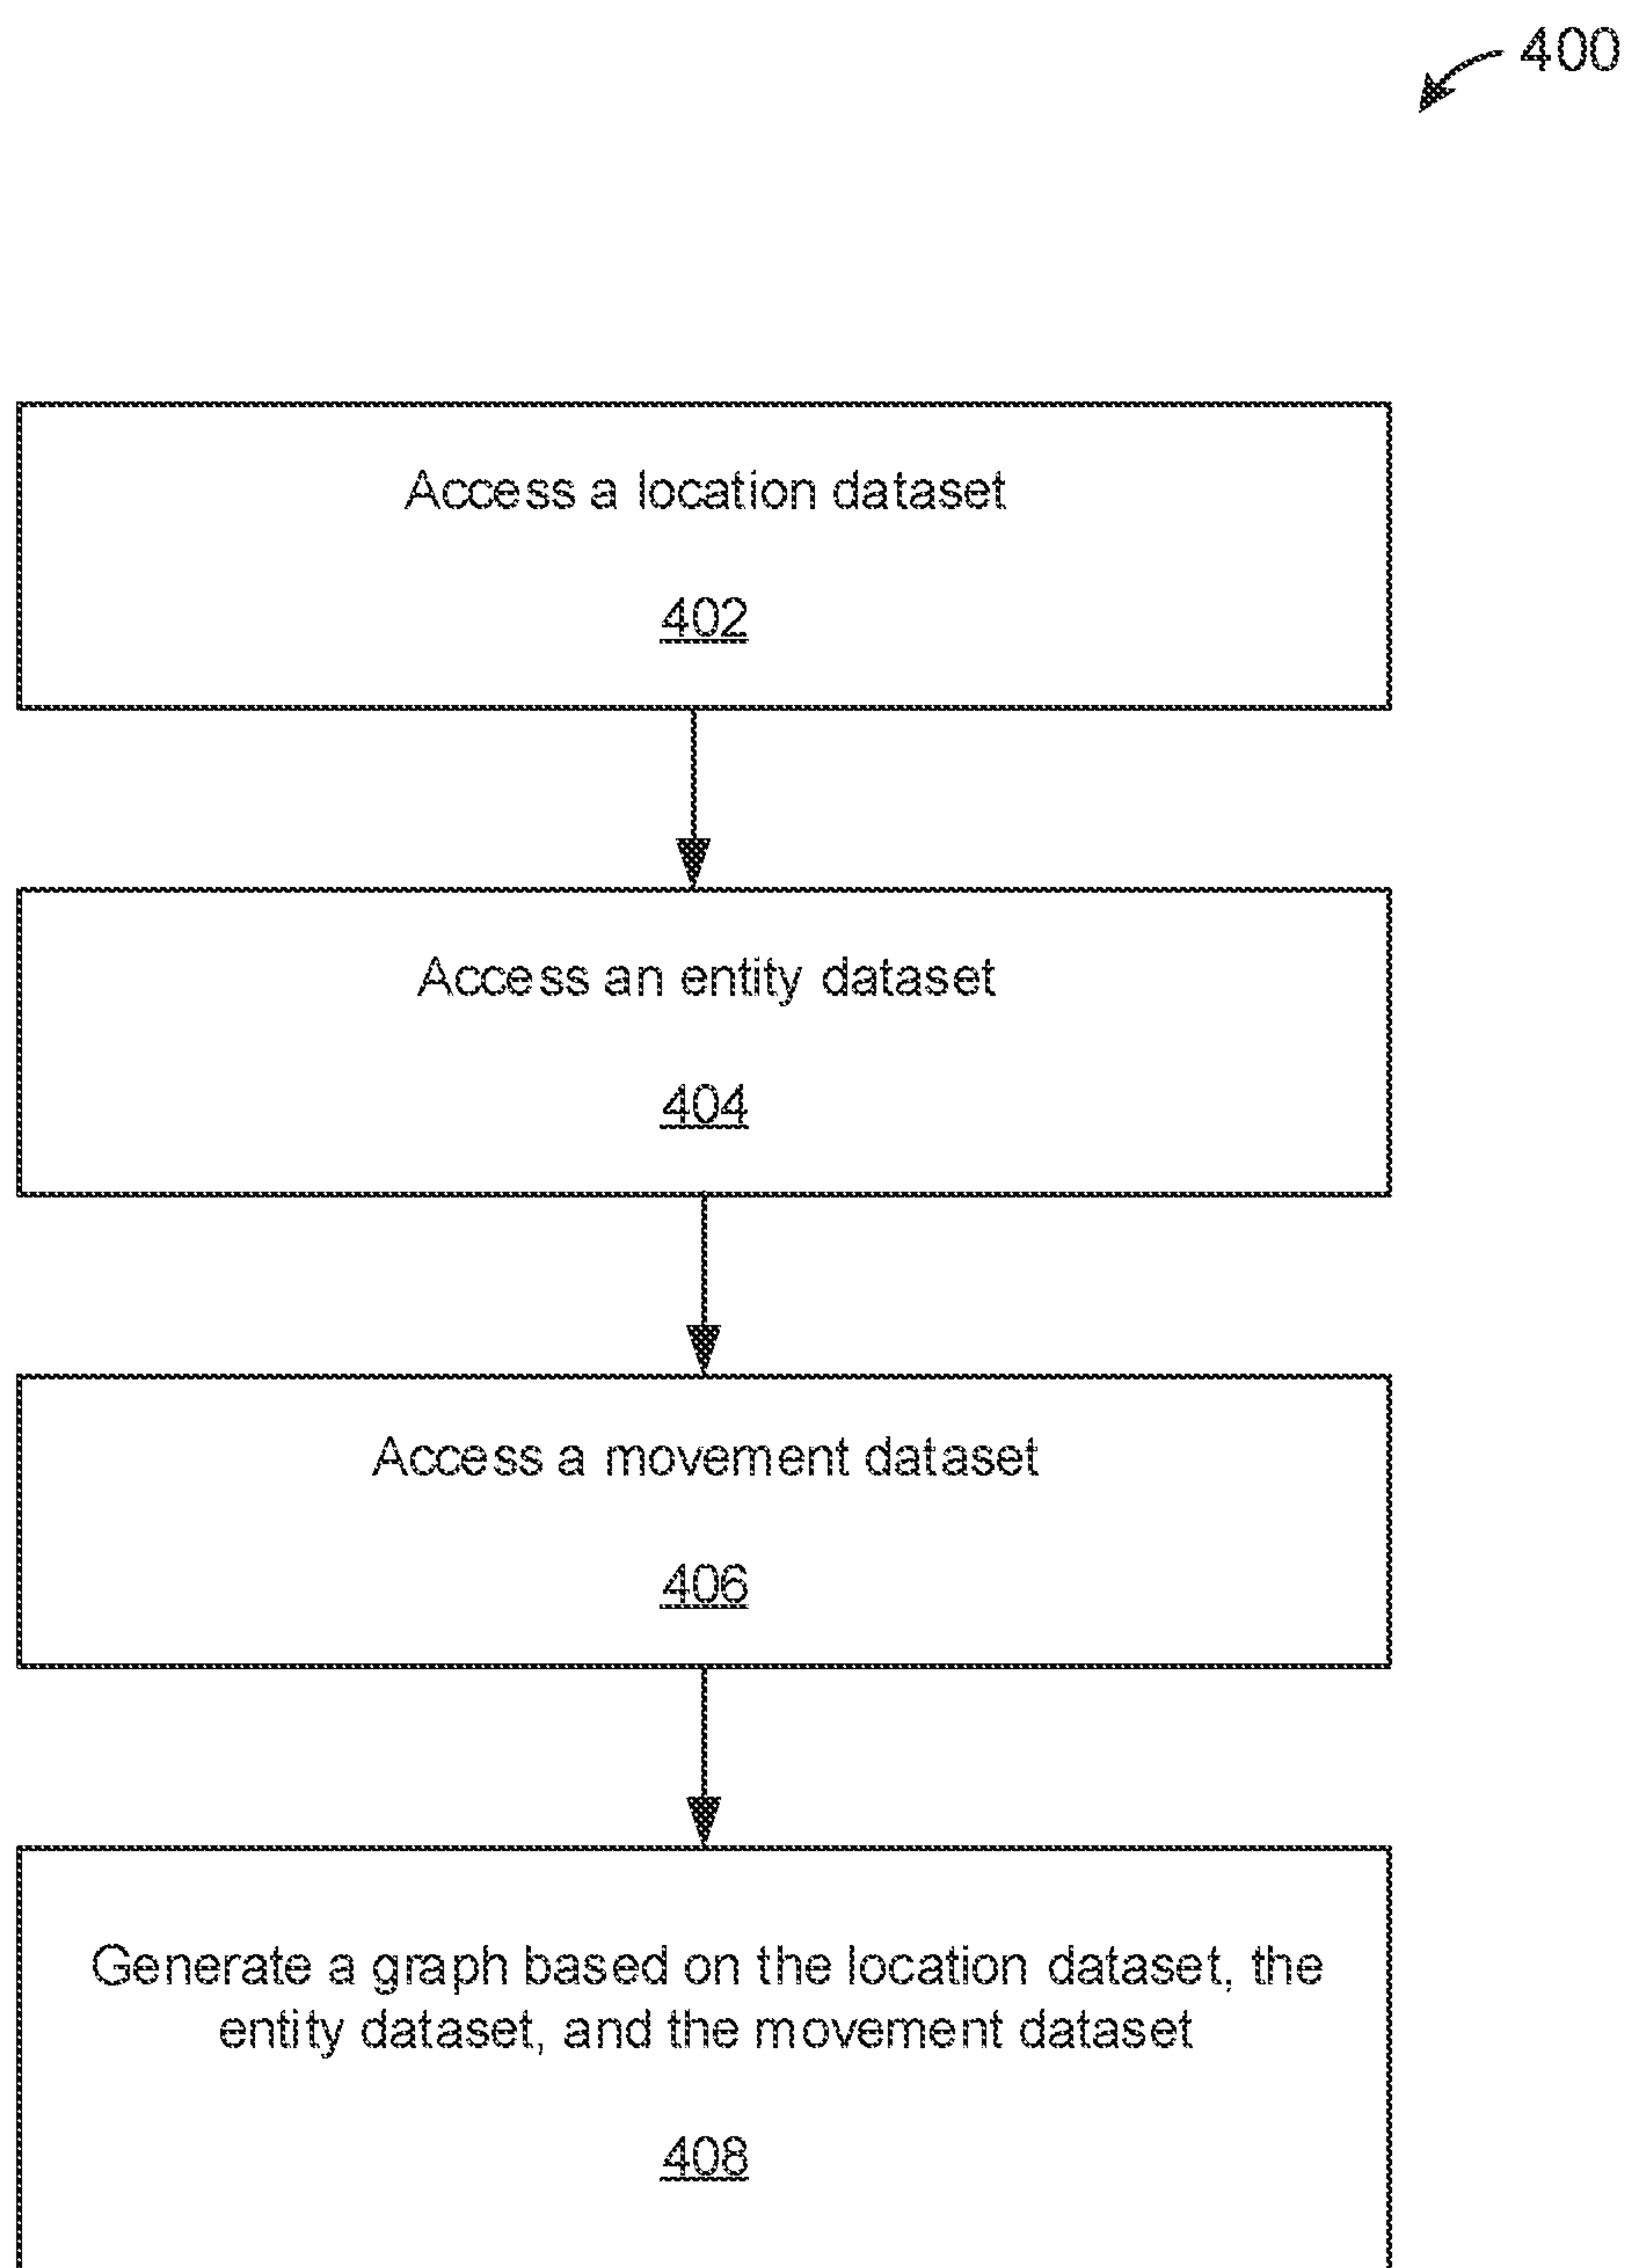 400
Access a location dataset
402
Access an entity dataset
404
Access a movement dataset
406
Generate a graph based on the location dataset, the
entity dataset, and the movement dataset
408